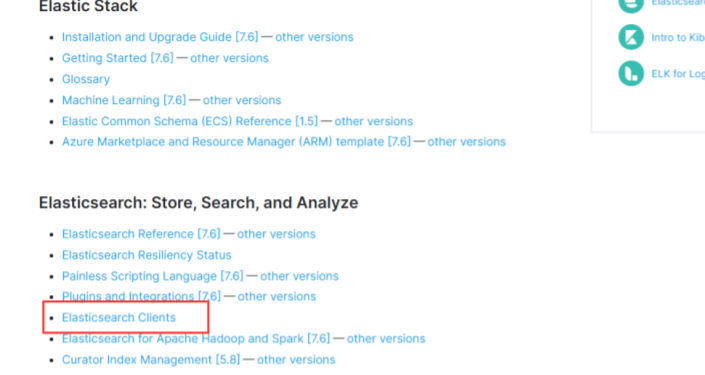 Elastic Stack
Installation and Upgrade Guide [7.6] — other versions
Getting Started [7.6] — other versions
Glossary
Machine Learning [7.6] — other versions
Elastic Common Schema (ECS) Reference [1.5] — other versions
Azure Marketplace and Resource Manager (ARM) template [7.6] — other versions
Elasticsearch: Store, Search, and Analyze
Elasticsearch Reference [7.6] — other versions
Elasticsearch Resiliency Status
Painless Scripting Language [7.6] — other versions
Plugins and Integrations [7.6] — other versions
Elasticsearch Clients
Elasticsearch for Apache Hadoop and Spark [7.6] — other versions
Curator Index Management [5.8] — other versions
Elasticsear
Intro to Kib
ELK for Log